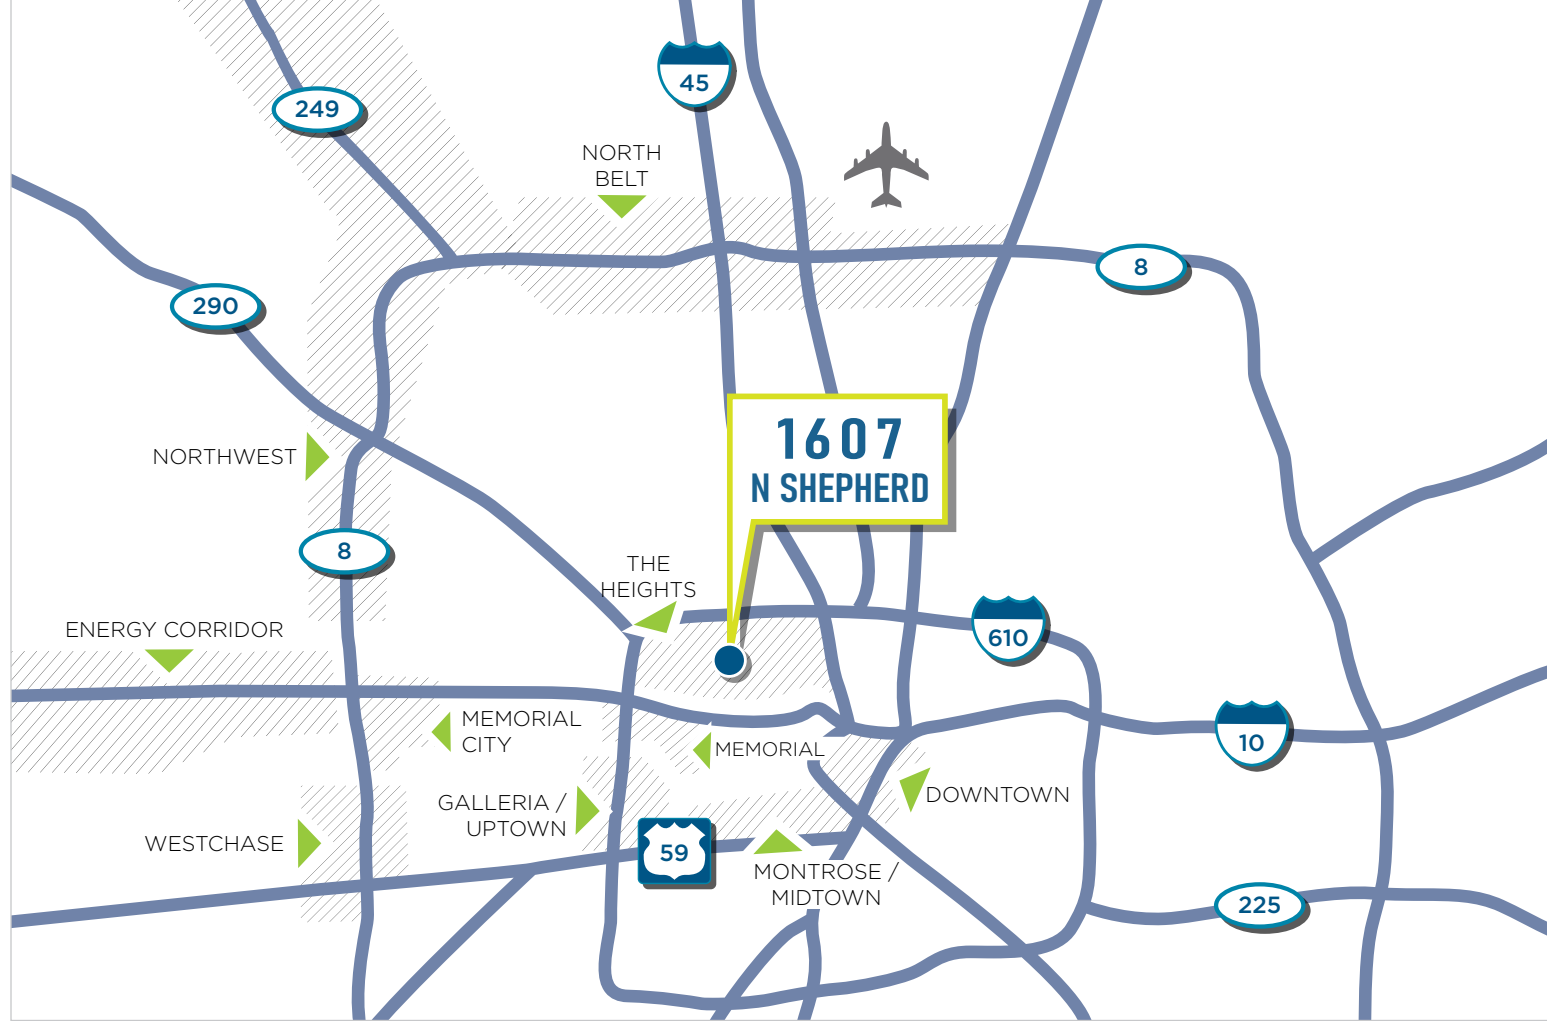 45
249
NORTH
BELT
8
290
1607
N SHEPHERD
NORTHWEST
8
THE
HEIGHTS
610
ENERGY CORRIDOR
MEMORIAL
CITY
MEMORIAL
10
GALLERIA /
UPTOWN
DOWNTOWN
WESTCHASE
59
MONTROSE /
MIDTOWN
225